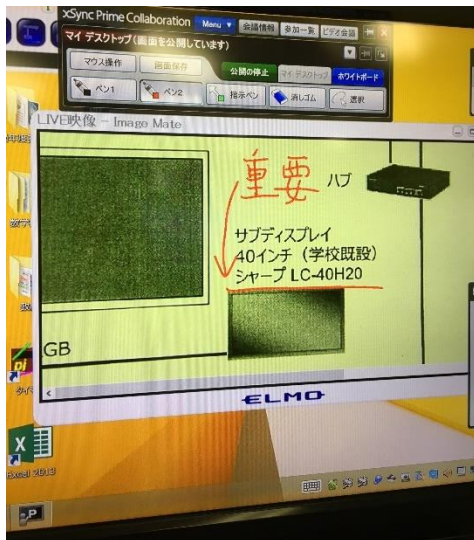 xSync Prime Collaboration
Menu ▼
会議情報
参加一覧
ビデオ会議
マイ デスクトップ(画面を公開しています)
マウス操作
画面保存
公開の停止
マイ デスクトップ
ホワイトボード
ペン1
ペン2
指示ペン
消しゴム
選択
LIVE映像 - Image Mate
重要
ハブ
サブディスプレイ
40インチ（学校既設）
シャープ LC-40H20
GB
ELMO
Excel 2013